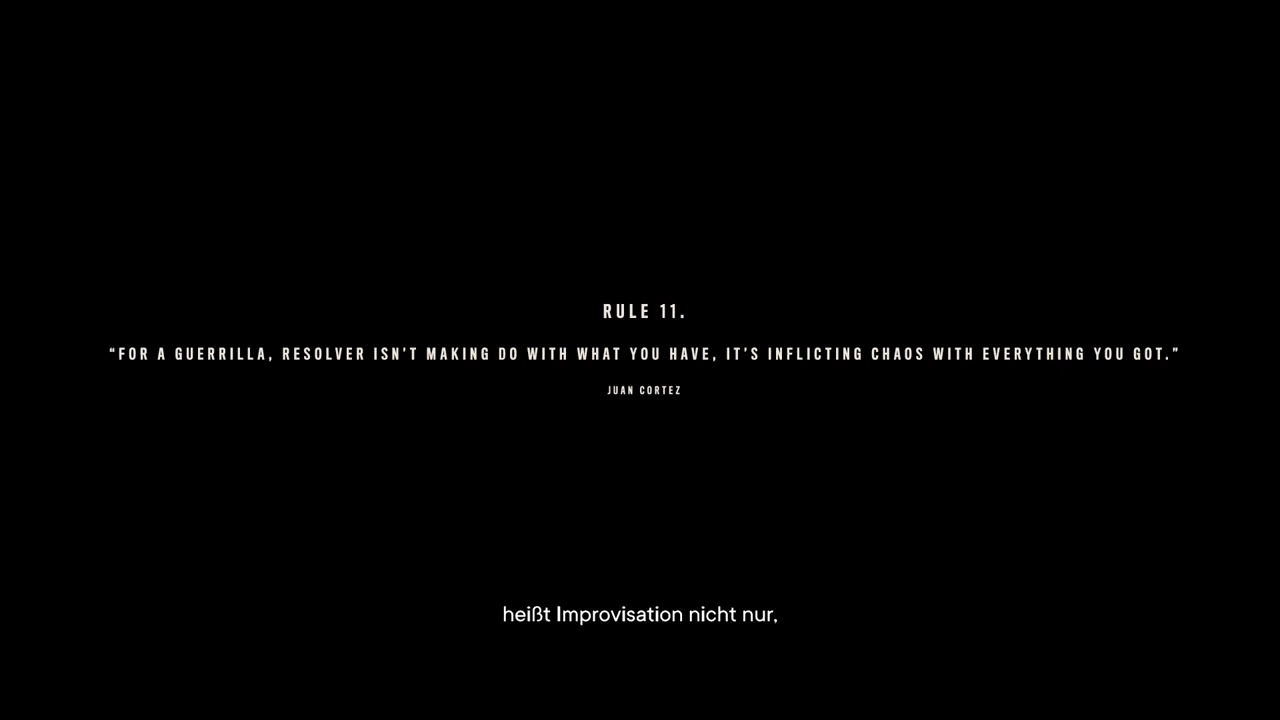 RULE 11.
“FOR A GUERRILLA, RESOLVER ISN’T MAKING DO WITH WHAT YOU HAVE, IT’S INFLICTING CHAOS WITH EVERYTHING YOU GOT.”
JUAN CORTEZ
heißt Improvisation nicht nur,